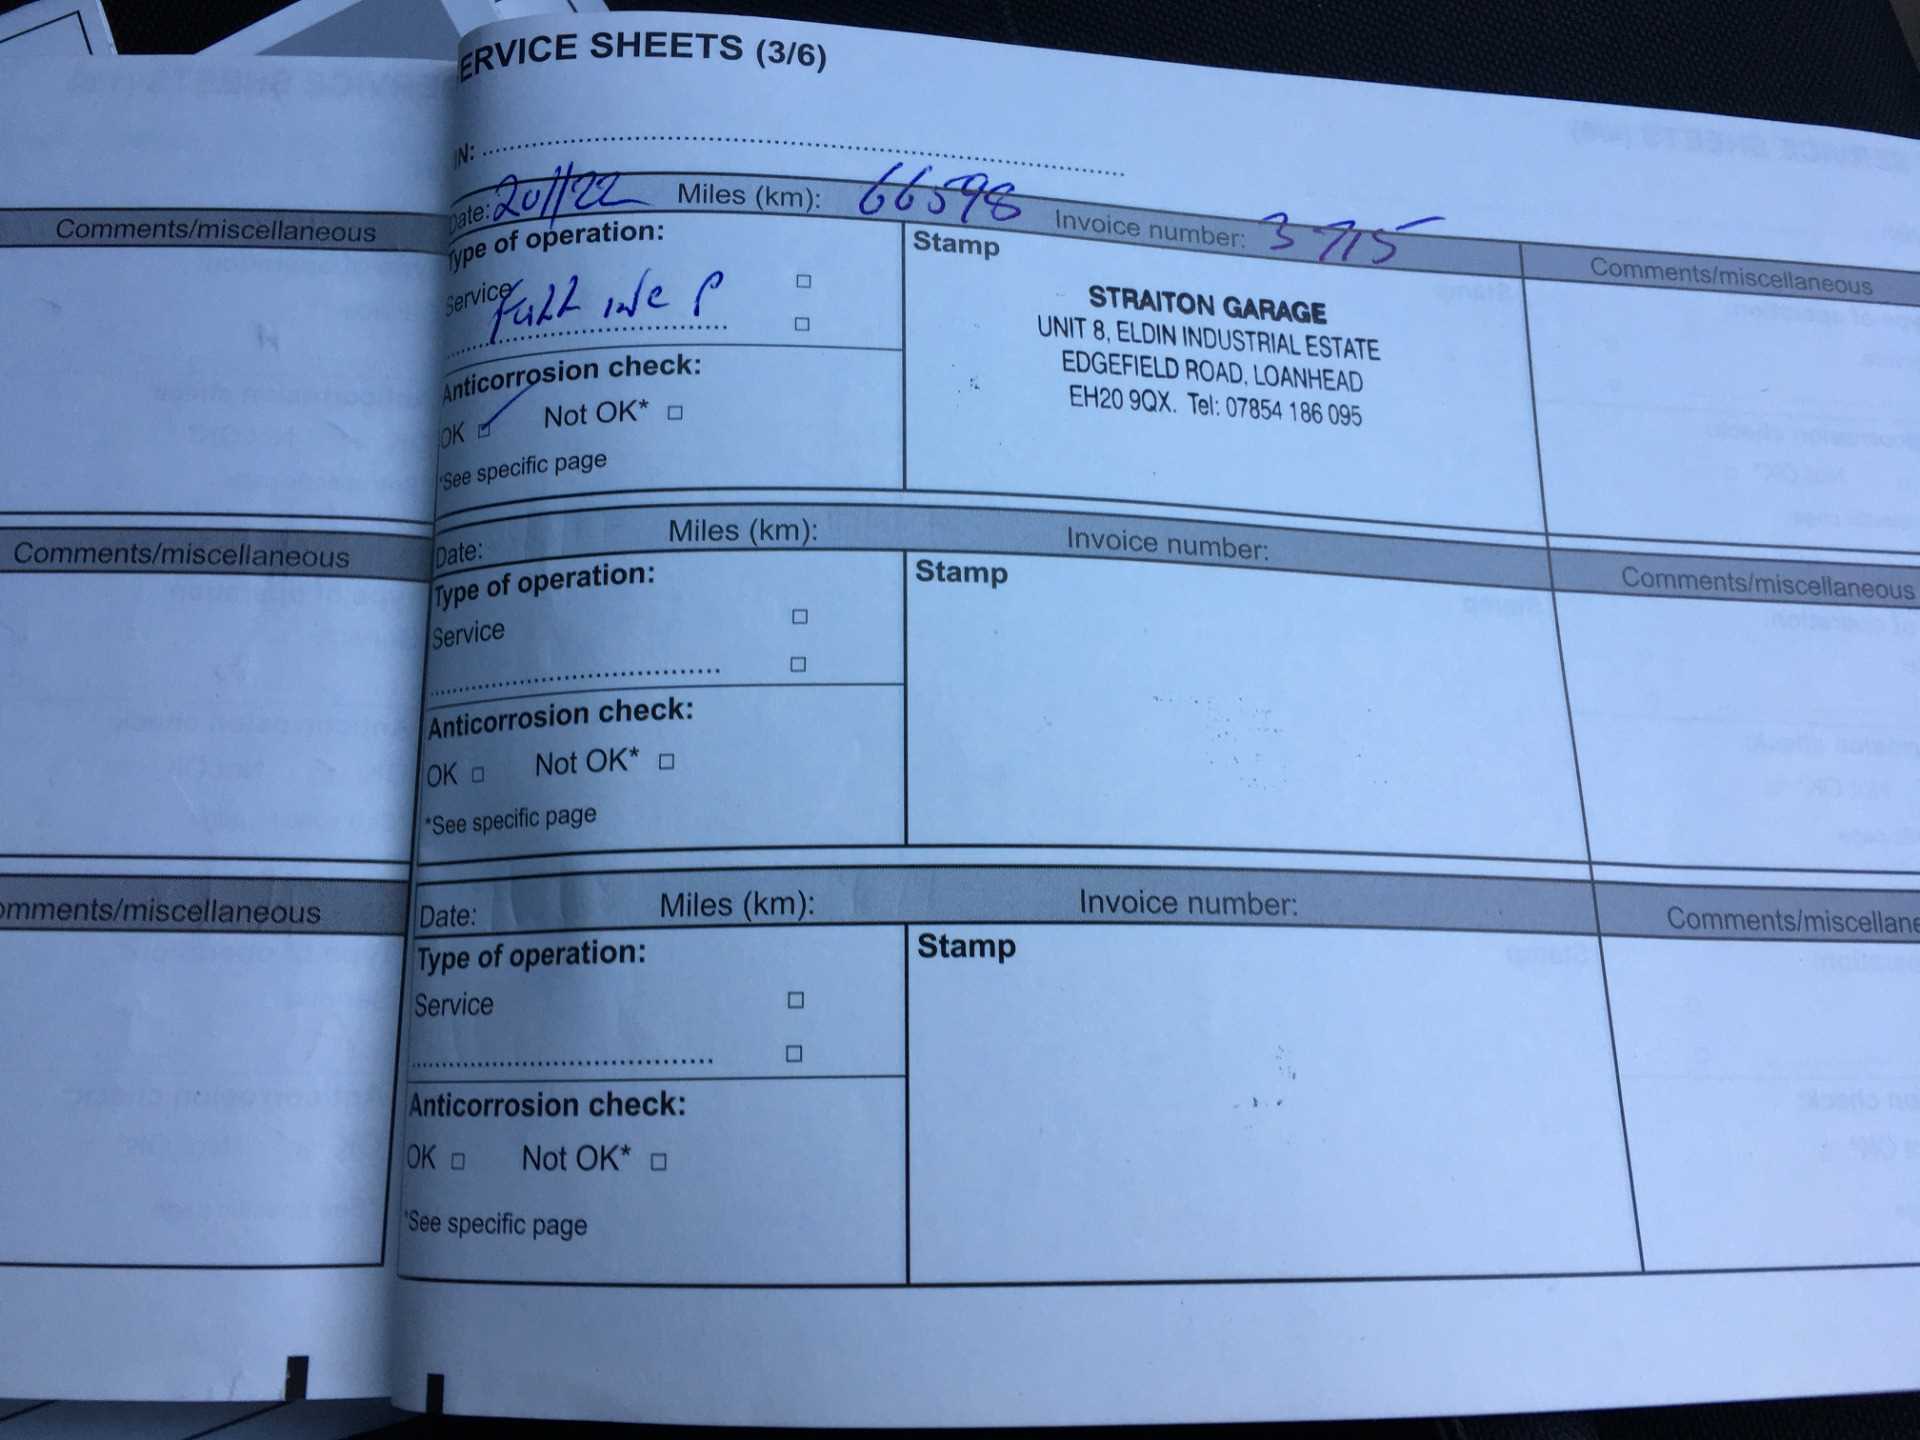 ERVICE SHEETS (3/6)
IN:
Date: Miles (km): 66598 Invoice number: 3715
Type of operation:
Service
Full
Anticorrosion check:
OK Not OK*
*See specific page
Stamp
STRAITON GARAGE
UNIT 8, ELDIN INDUSTRIAL ESTATE
EDGEFIELD ROAD, LOANHEAD
EH20 9QX. Tel: 07854 186 095
Comments/miscellaneous
Date: Miles (km): Invoice number:
Type of operation:
Service
Anticorrosion check:
OK Not OK*
*See specific page
Stamp
Comments/miscellaneous
Date: Miles (km): Invoice number:
Type of operation:
Service
Anticorrosion check:
OK Not OK*
*See specific page
Stamp
Comments/miscellane
Comments/miscellaneous
Comments/miscellaneous
omments/miscellaneous